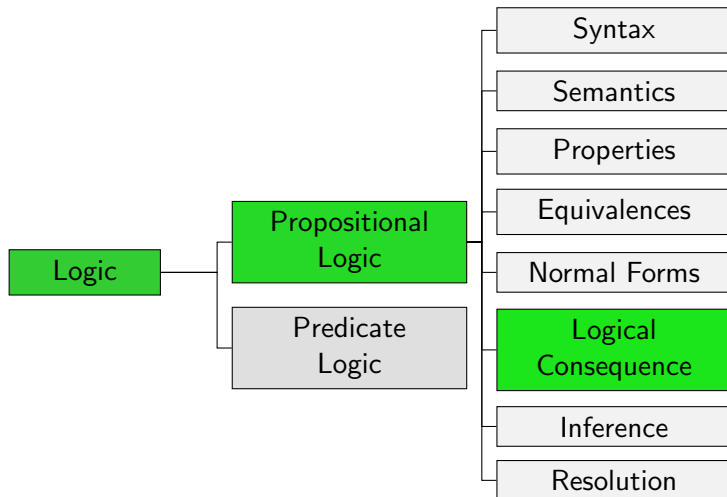 Logic
Propositional
Logic
Predicate
Logic
Syntax
Semantics
Properties
Equivalences
Normal Forms
Logical
Consequence
Inference
Resolution